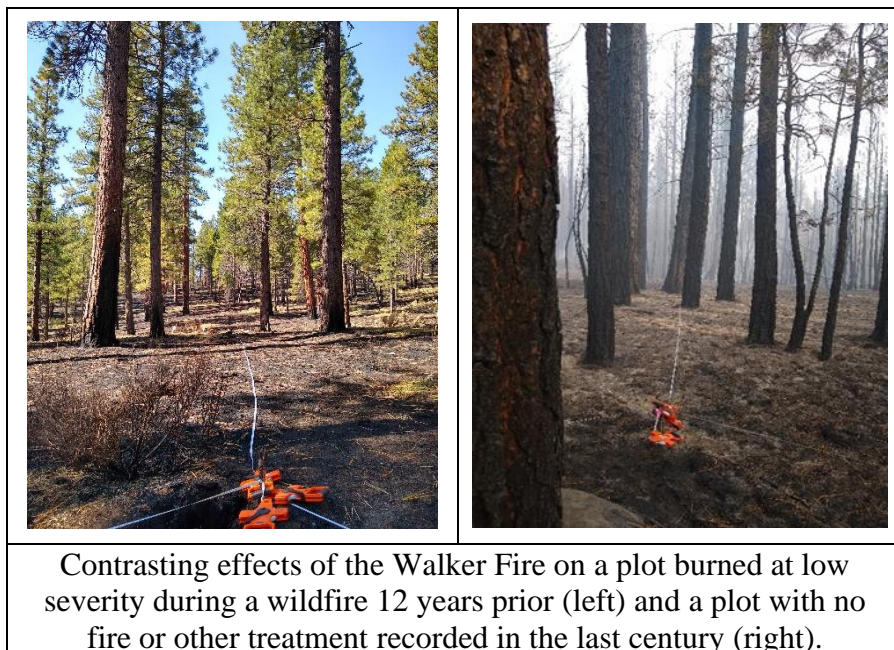 Contrasting effects of the Walker Fire on a plot burned at low
severity during a wildfire 12 years prior (left) and a plot with no
fire or other treatment recorded in the last century (right).